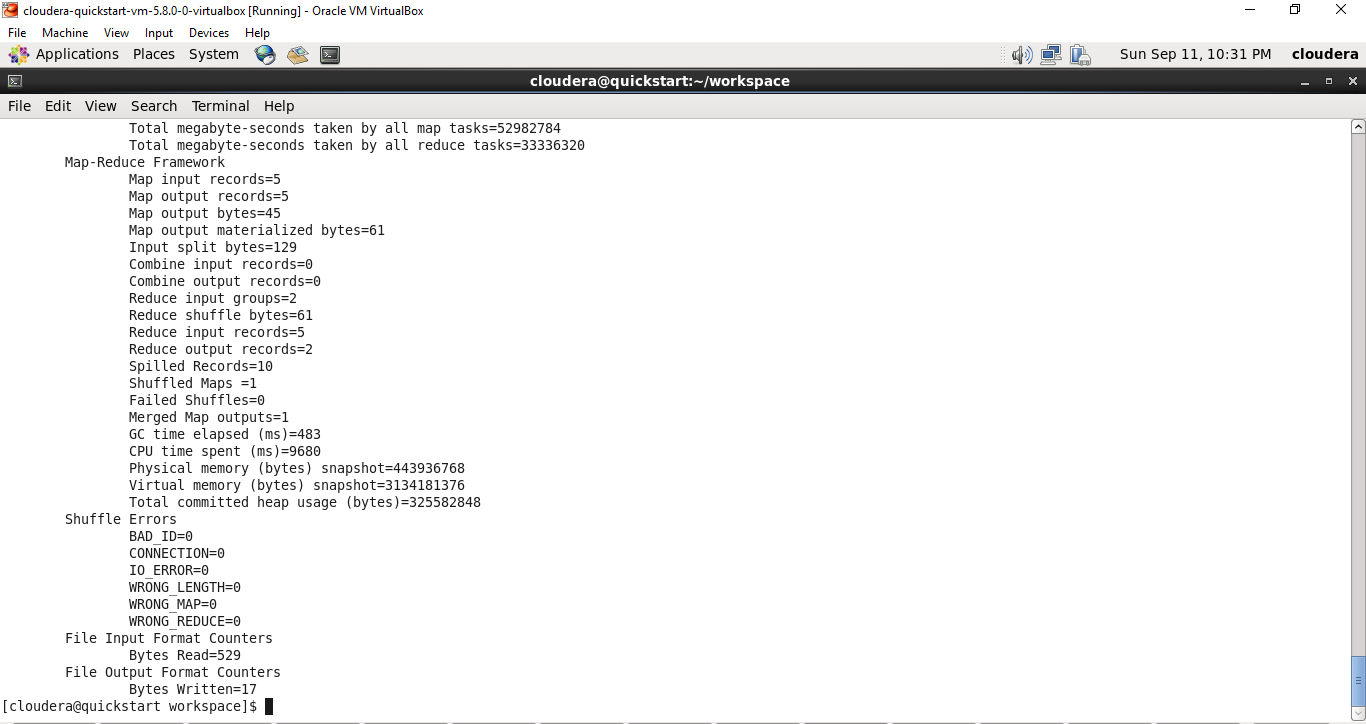 cloudera-quickstart-vm-5.8.0-0-virtualbox [Running] - Oracle VM VirtualBox
File Machine View Input Devices Help
Applications Places System Sun Sep 11, 10:31 PM cloudera
cloudera@quickstart:~/workspace
File Edit View Search Terminal Help
Total megabyte-seconds taken by all map tasks=52982784
Total megabyte-seconds taken by all reduce tasks=33336320
Map-Reduce Framework
Map input records=5
Map output records=5
Map output bytes=45
Map output materialized bytes=61
Input split bytes=129
Combine input records=0
Combine output records=0
Reduce input groups=2
Reduce shuffle bytes=61
Reduce input records=5
Reduce output records=2
Spilled Records=10
Shuffled Maps =1
Failed Shuffles=0
Merged Map outputs=1
GC time elapsed (ms)=483
CPU time spent (ms)=9680
Physical memory (bytes) snapshot=443936768
Virtual memory (bytes) snapshot=3134181376
Total committed heap usage (bytes)=325582848
Shuffle Errors
BAD_ID=0
CONNECTION=0
IO_ERROR=0
WRONG_LENGTH=0
WRONG_MAP=0
WRONG_REDUCE=0
File Input Format Counters
Bytes Read=529
File Output Format Counters
Bytes Written=17
[cloudera@quickstart workspace]$